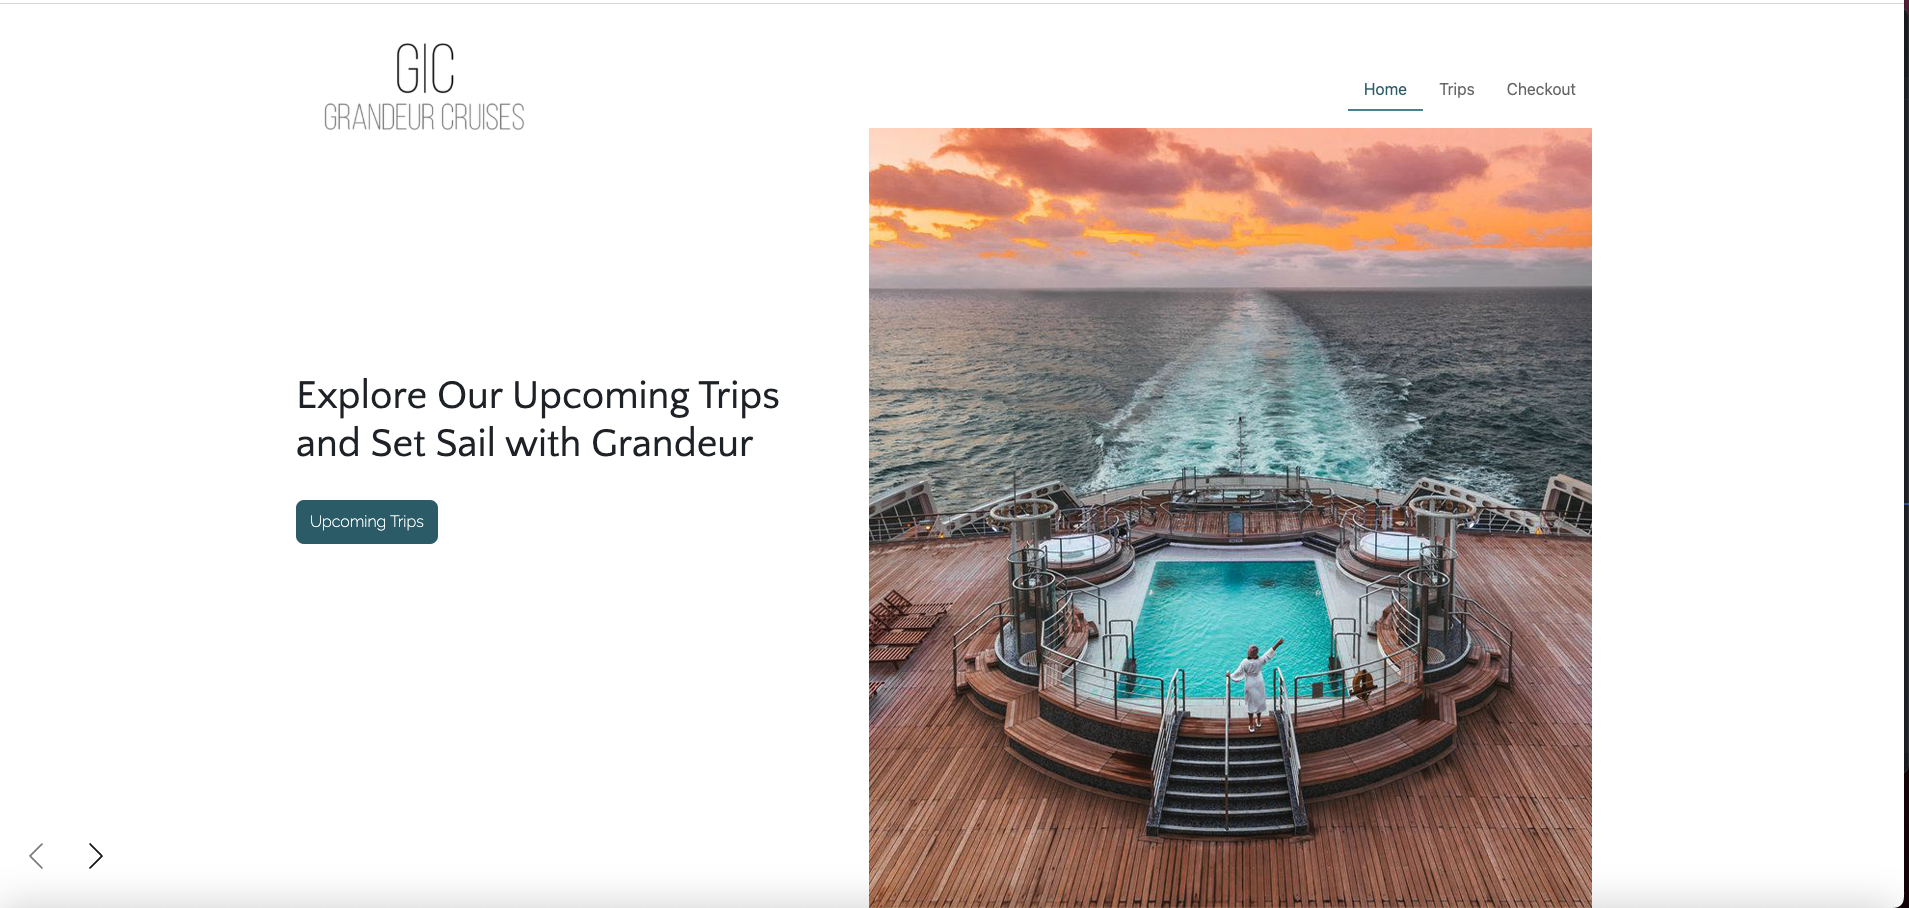 GIC
GRANDEUR CRUISES
Home Trips Checkout
Explore Our Upcoming Trips
and Set Sail with Grandeur
Upcoming Trips